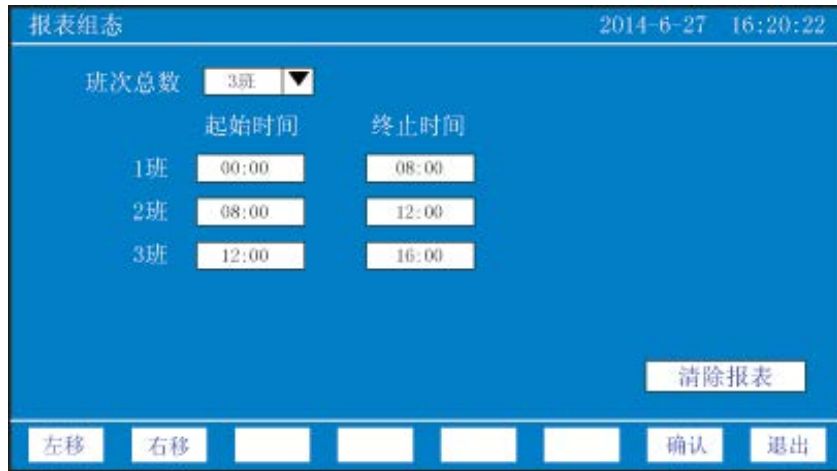 报表组态 2014-6-27 16:20:22
班次总数 3班
起始时间 终止时间
1班 00:00 08:00
2班 08:00 12:00
3班 12:00 16:00
清除报表
左移 右移 确认 退出